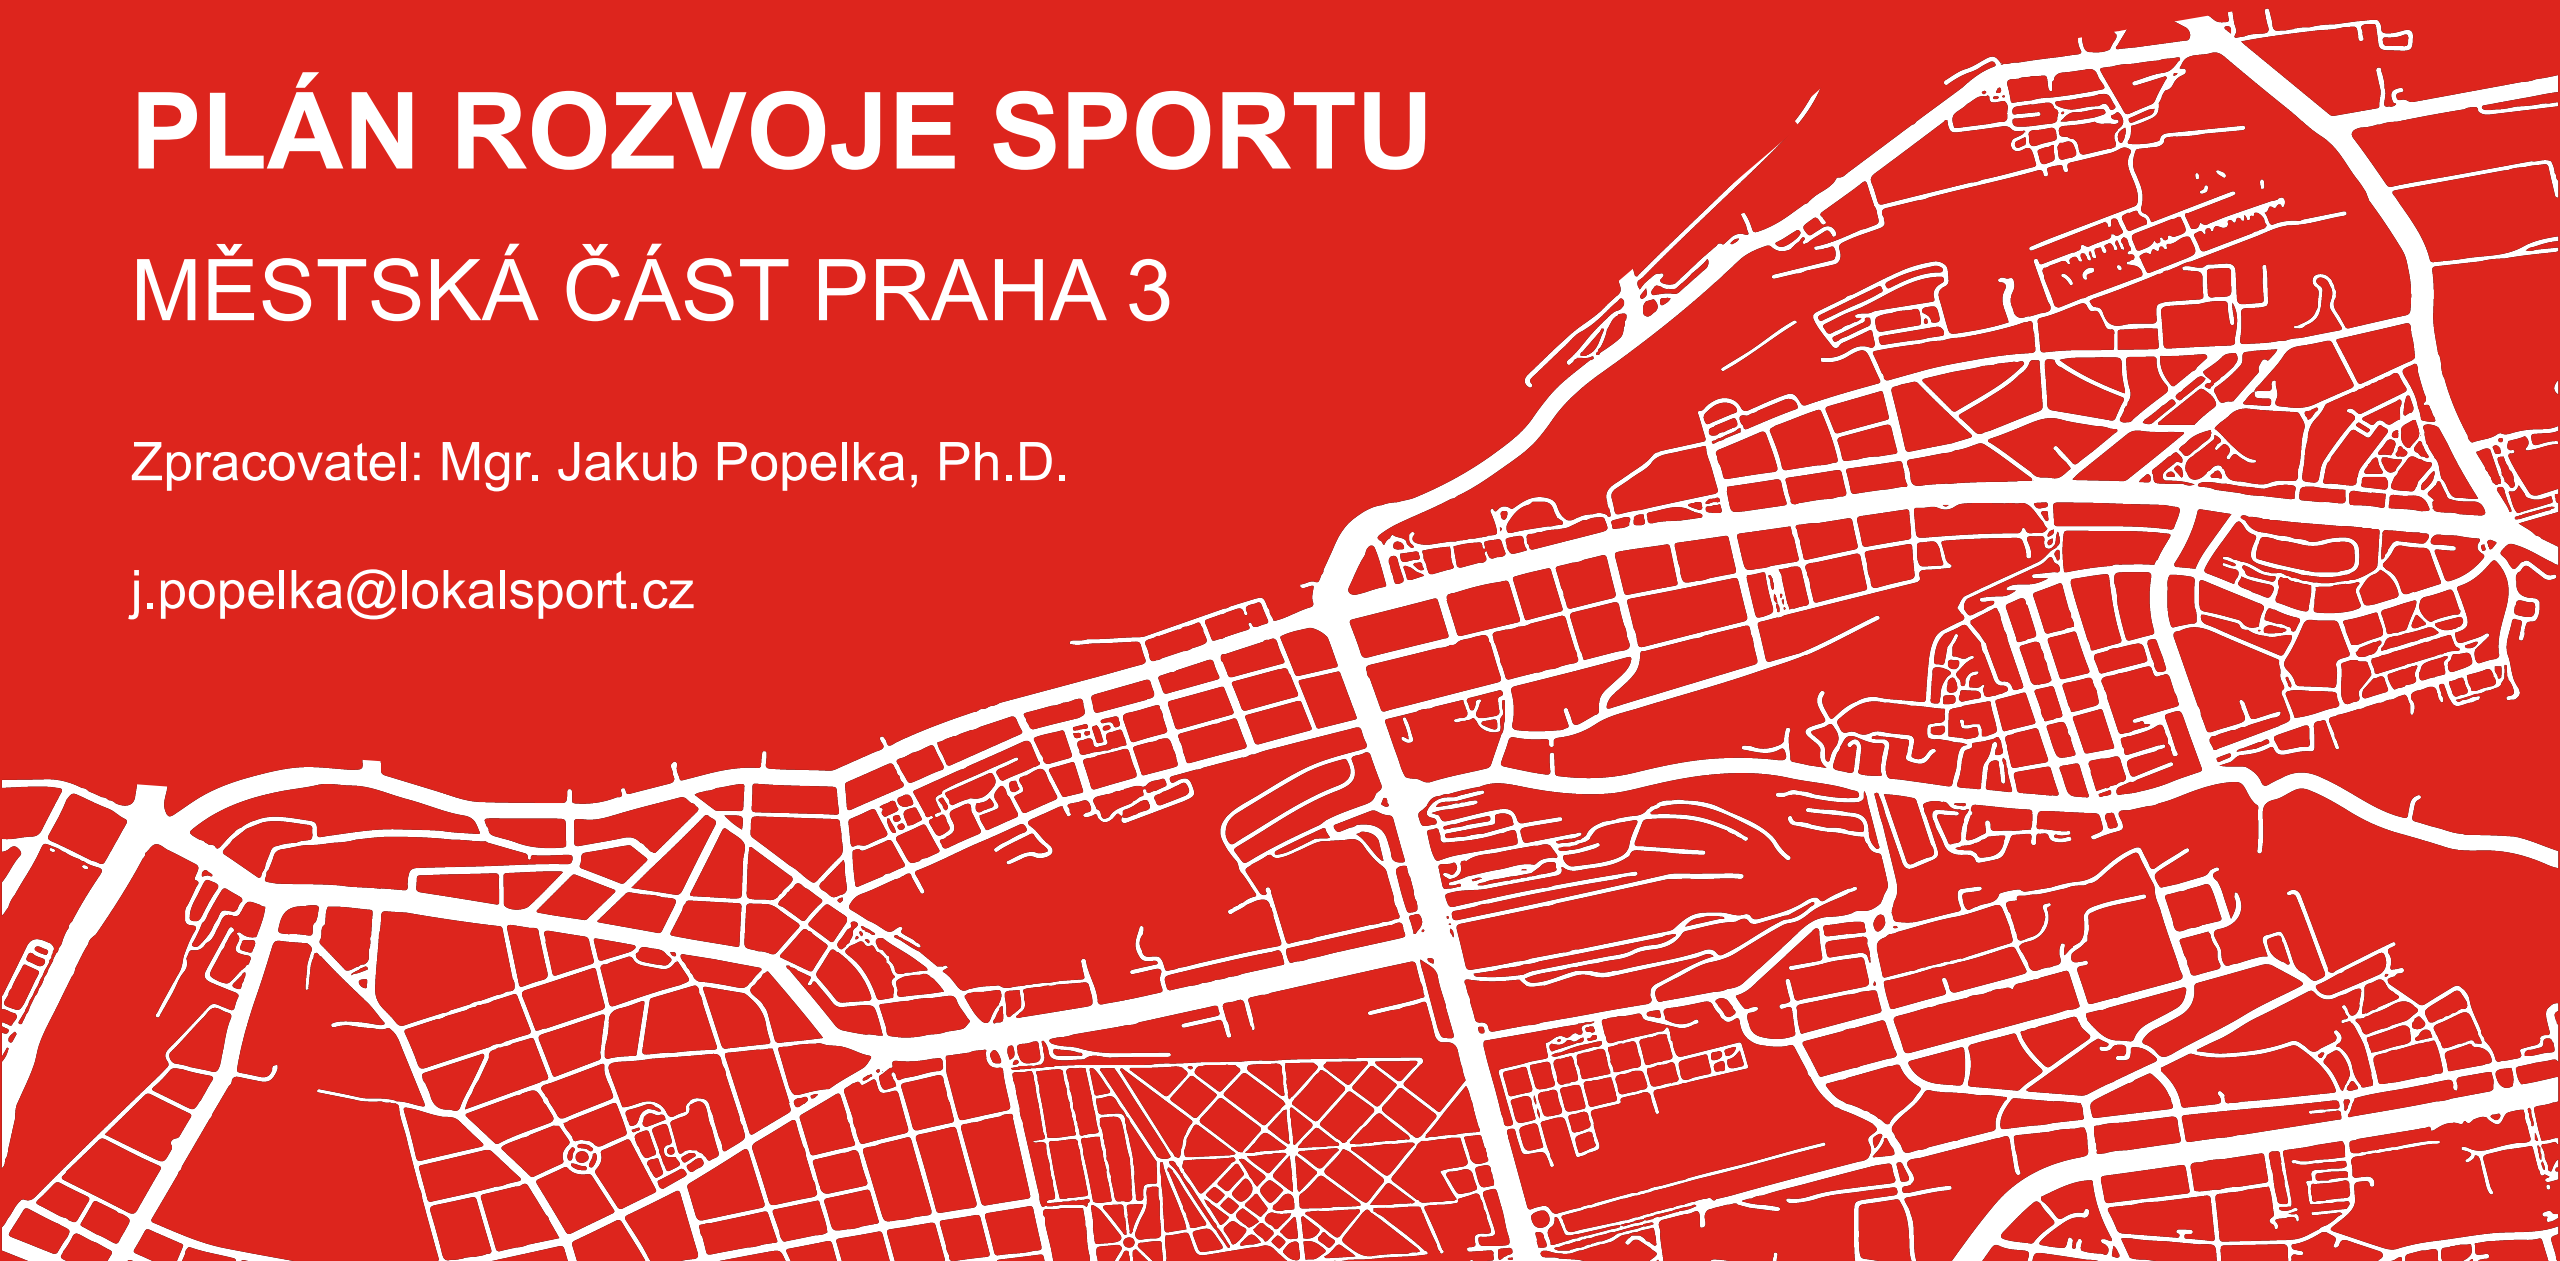 PLÁN ROZVOJE SPORTU
MĚSTSKÁ ČÁST PRAHA 3
Zpracovatel: Mgr. Jakub Popelka, Ph.D.
j.popelka@lokalsport.cz